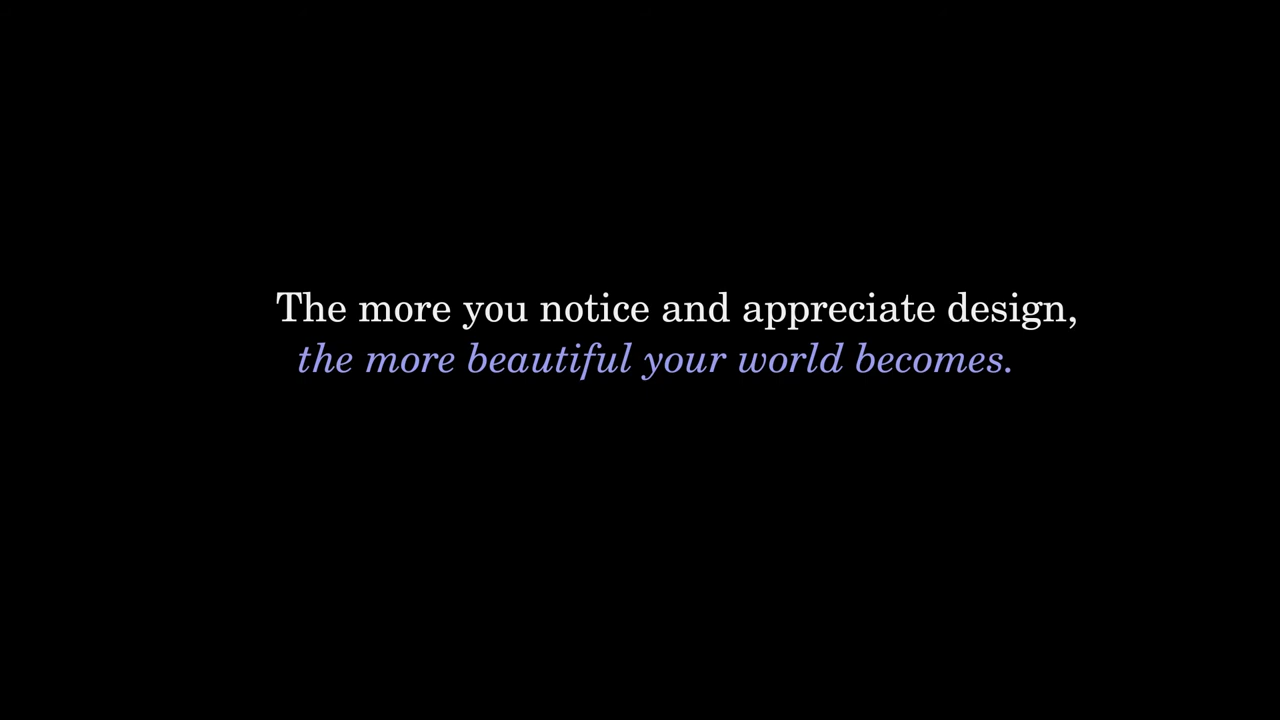 The more you notice and appreciate design,
the more beautiful your world becomes.